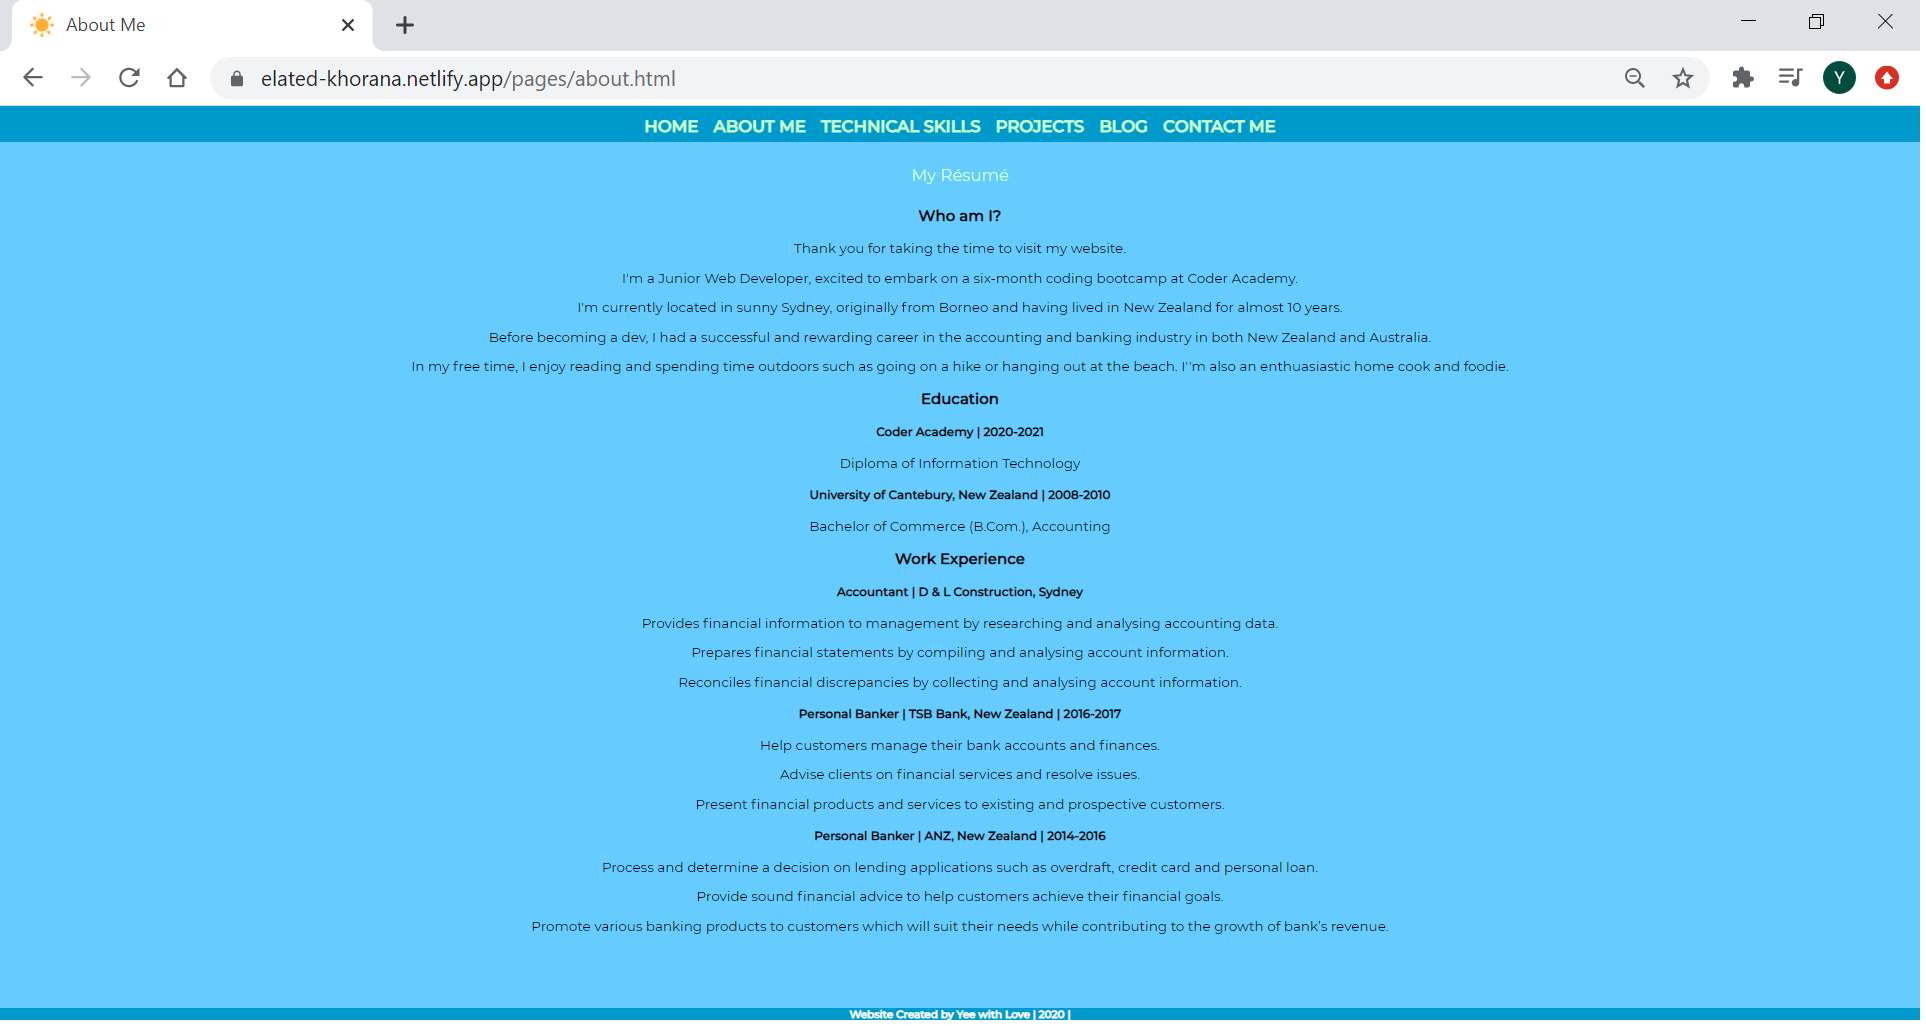 About Me
elated-khorana.netlify.app/pages/about.html
Y
HOME ABOUT ME TECHNICAL SKILLS PROJECTS BLOG CONTACT ME
My Résumé
Who am I?
Thank you for taking the time to visit my website.
I'm a Junior Web Developer, excited to embark on a six-month coding bootcamp at Coder Academy.
I'm currently located in sunny Sydney, originally from Borneo and having lived in New Zealand for almost 10 years.
Before becoming a dev, I had a successful and rewarding career in the accounting and banking industry in both New Zealand and Australia.
In my free time, I enjoy reading and spending time outdoors such as going on a hike or hanging out at the beach. I''m also an enthuasiastic home cook and foodie.
Education
Coder Academy | 2020-2021
Diploma of Information Technology
University of Cantebury, New Zealand | 2008-2010
Bachelor of Commerce (B.Com.), Accounting
Work Experience
Accountant | D & L Construction, Sydney
Provides financial information to management by researching and analysing accounting data.
Prepares financial statements by compiling and analysing account information.
Reconciles financial discrepancies by collecting and analysing account information.
Personal Banker | TSB Bank, New Zealand | 2016-2017
Help customers manage their bank accounts and finances.
Advise clients on financial services and resolve issues.
Present financial products and services to existing and prospective customers.
Personal Banker | ANZ, New Zealand | 2014-2016
Process and determine a decision on lending applications such as overdraft, credit card and personal loan.
Provide sound financial advice to help customers achieve their financial goals.
Promote various banking products to customers which will suit their needs while contributing to the growth of bank’s revenue.
Website Created by Yee with Love | 2020 |